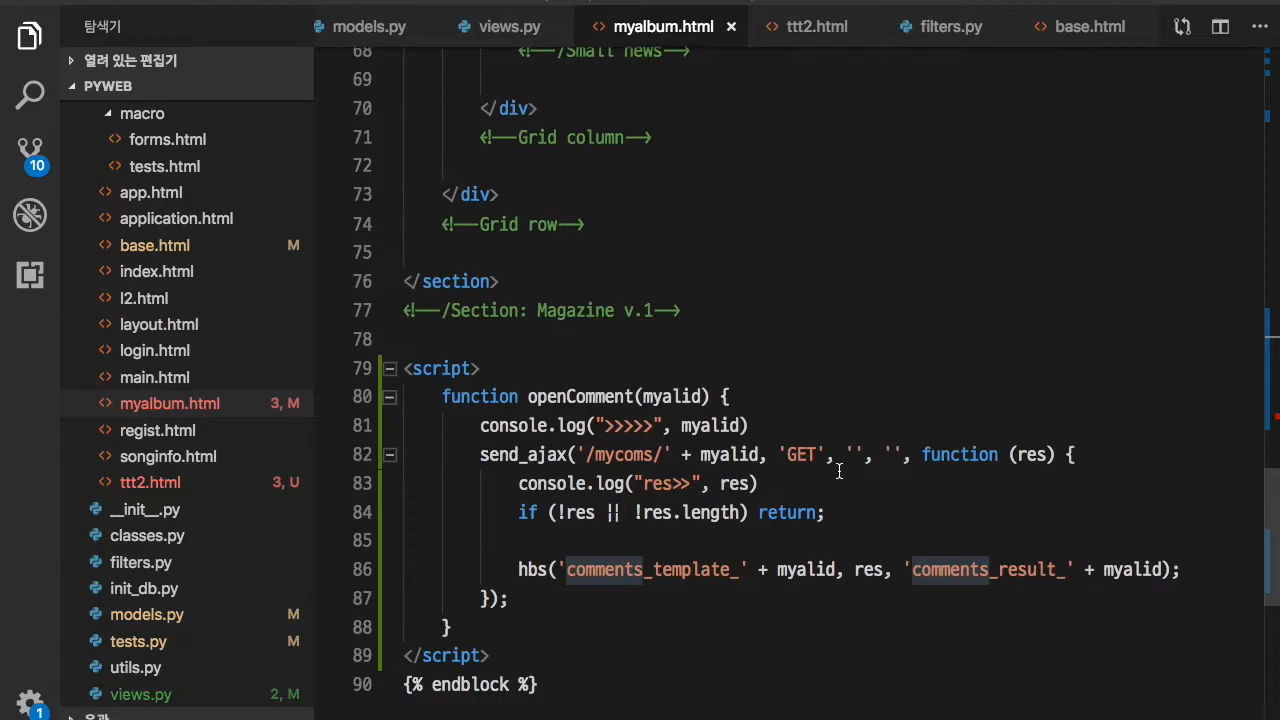 탐색기
models.py
views.py
myalbum.html
ttt2.html
filters.py
base.html
열려 있는 편집기
PYWEB
macro
forms.html
tests.html
app.html
application.html
base.html M
index.html
l2.html
layout.html
login.html
main.html
myalbum.html 3, M
regist.html
songinfo.html
ttt2.html 3, U
__init__.py
classes.py
filters.py
init_db.py
models.py M
tests.py M
utils.py
views.py 2, M
10
1
68 <!--/Small news-->
69
70 </div>
71 <!--Grid column-->
72
73 </div>
74 <!--Grid row-->
75
76 </section>
77 <!--/Section: Magazine v.1-->
78
79 <script>
80 function openComment(myalid) {
81 console.log(">>>>>", myalid)
82 send_ajax('/mycoms/' + myalid, 'GET', '', '', function (res) {
83 console.log("res>>", res)
84 if (!res || !res.length) return;
85
86 hbs('comments_template_' + myalid, res, 'comments_result_' + myalid);
87 });
88 }
89 </script>
90 {% endblock %}